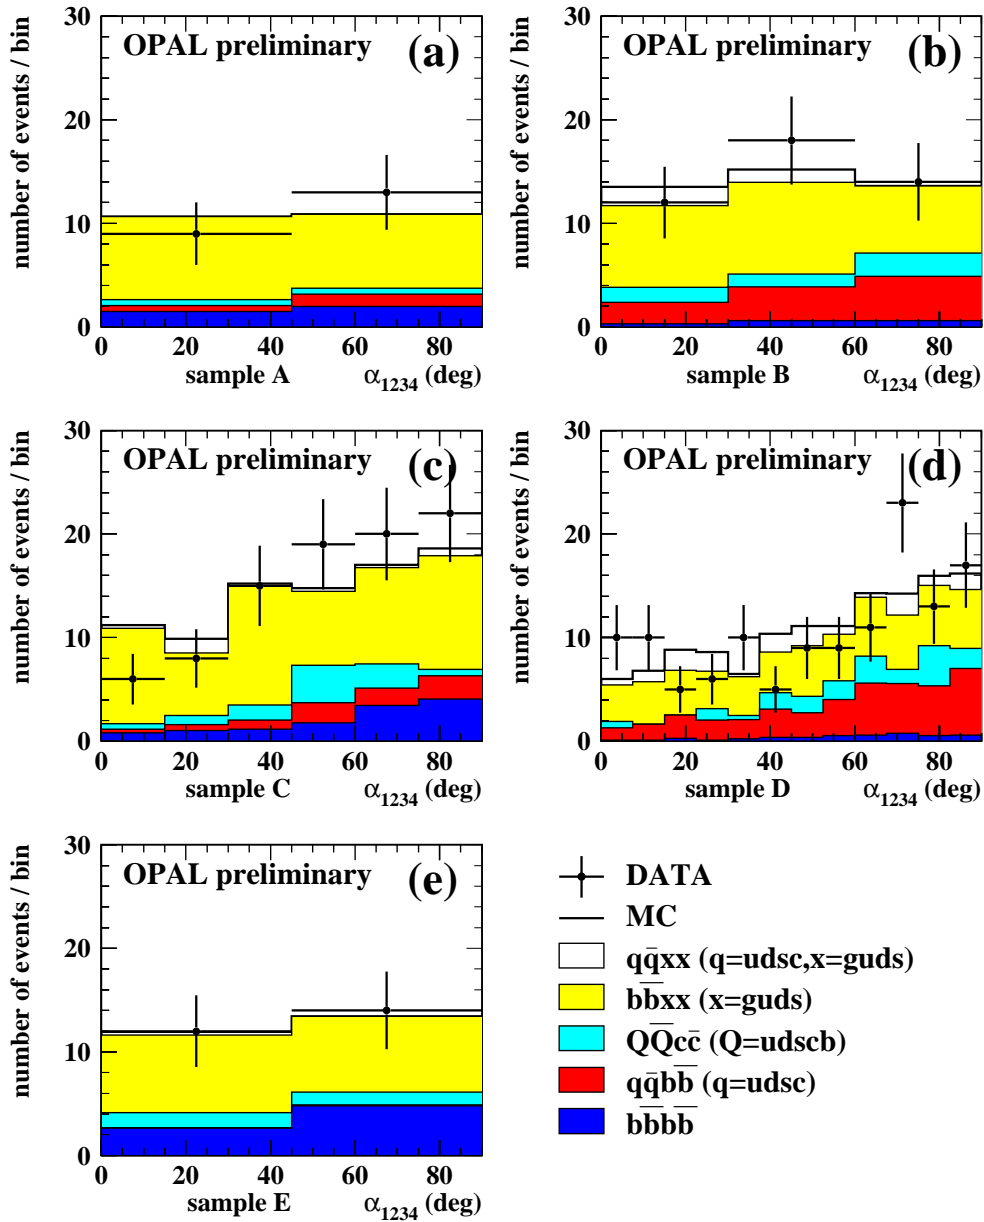 number of events / bin
30
20
10
0
OPAL preliminary
(a)
0 20 40 60 80
sample A
α1234 (deg)
number of events / bin
30
20
10
0
OPAL preliminary
(b)
0 20 40 60 80
sample B
α1234 (deg)
number of events / bin
30
20
10
0
OPAL preliminary
(c)
0 20 40 60 80
sample C
α1234 (deg)
number of events / bin
30
20
10
0
OPAL preliminary
(d)
0 20 40 60 80
sample D
α1234 (deg)
number of events / bin
30
20
10
0
OPAL preliminary
(e)
0 20 40 60 80
sample E
α1234 (deg)
DATA
MC
qq̄xx (q=udsc,x=guds)
bb̄xx (x=guds)
QQ̄cc̄ (Q=udscb)
qq̄bb̄ (q=udsc)
bb̄bb̄